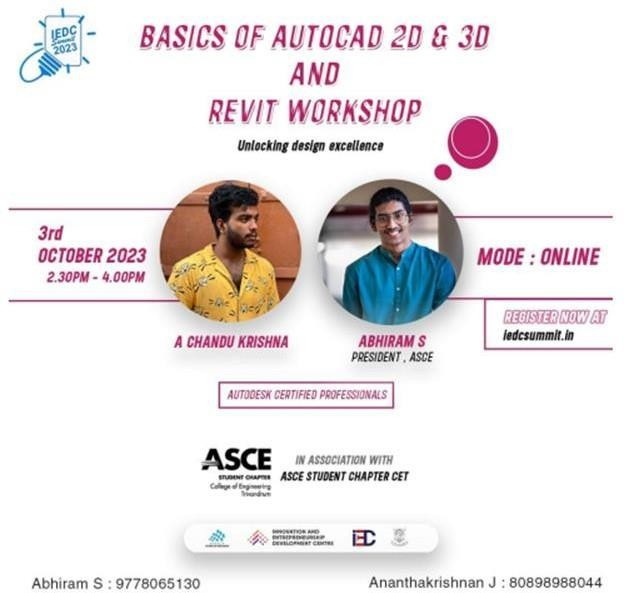 IEDC
Summit
2023
BASICS OF AUTOCAD 2D & 3D
AND
REVIT WORKSHOP
Unlocking design excellence
3rd
OCTOBER 2023
2.30PM - 4.00PM
MODE : ONLINE
REGISTER NOW AT
iedcsummit.in
A CHANDU KRISHNA
ABHIRAM S
PRESIDENT , ASCE
AUTODESK CERTIFIED PROFESSIONALS
ASCE
STUDENT CHAPTER
College of Engineering
Trivandrum
IN ASSOCIATION WITH
ASCE STUDENT CHAPTER CET
INNOVATION AND
ENTREPRENEURSHIP
DEVELOPMENT CENTRE
Abhiram S : 9778065130
Ananthakrishnan J : 80898988044